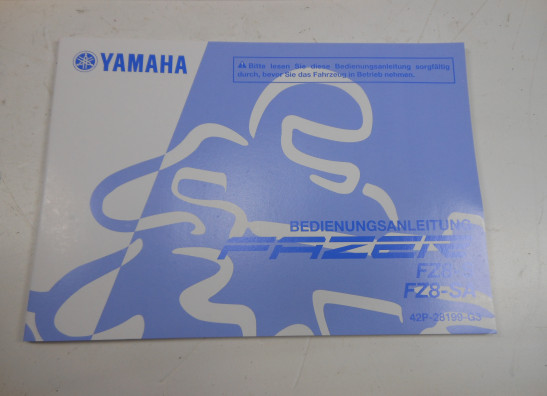 YAMAHA
Bitte lesen Sie diese Bedienungsanleitung sorgfältig
durch, bevor Sie das Fahrzeug in Betrieb nehmen.
BEDIENUNGSANLEITUNG
FAZER
FZ8-SA
42P-28199-G3